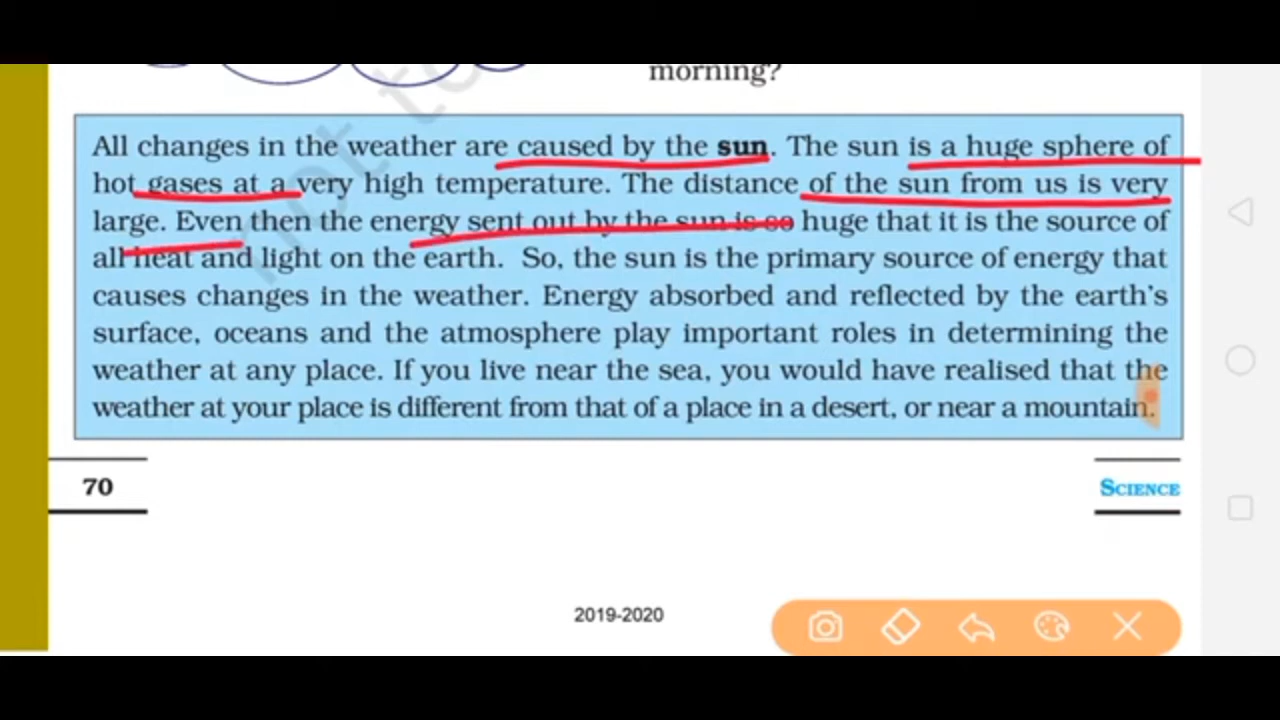 morning?
All changes in the weather are caused by the sun. The sun is a huge sphere of
hot gases at a very high temperature. The distance of the sun from us is very
large. Even then the energy sent out by the sun is so huge that it is the source of
all heat and light on the earth. So, the sun is the primary source of energy that
causes changes in the weather. Energy absorbed and reflected by the earth's
surface, oceans and the atmosphere play important roles in determining the
weather at any place. If you live near the sea, you would have realised that the
weather at your place is different from that of a place in a desert, or near a mountain.
70
SCIENCE
2019-2020
not to